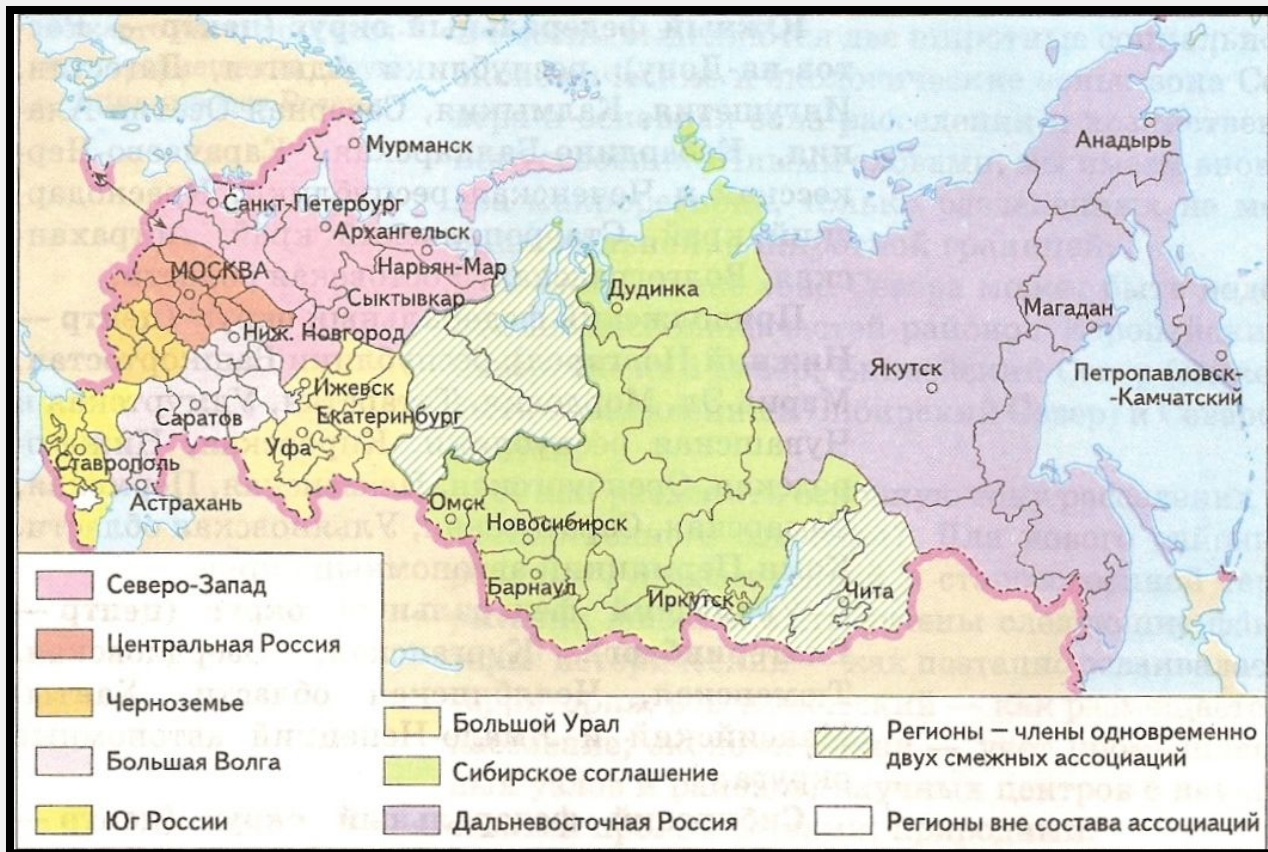 Мурманск
Анадырь
Санкт-Петербург
Архангельск
МОСКВА
Нарьян-Мар
Сыктывкар
Дудинка
Магадан
Ниж. Новгород
Якутск
Петропавловск-
-Камчатский
Ижевск
Саратов
Екатеринбург
Уфа
Ставрополь
Астрахань
Омск
Новосибирск
Барнаул
Иркутск
Чита
Северо-Запад
Центральная Россия
Черноземье
Большая Волга
Юг России
Большой Урал
Сибирское соглашение
Дальневосточная Россия
Регионы — члены одновременно
двух смежных ассоциаций
Регионы вне состава ассоциаций